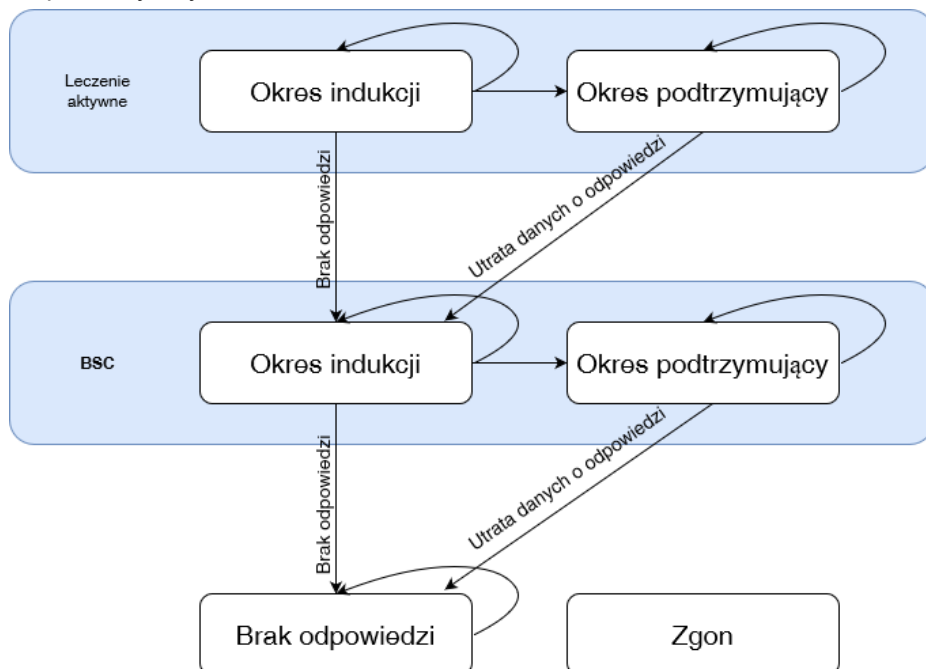 Leczenie
aktywne
Okres indukcji
Okres podtrzymujący
Brak odpowiedzi
Utrata danych o odpowiedzi
BSC
Okres indukcji
Okres podtrzymujący
Brak odpowiedzi
Utrata danych o odpowiedzi
Brak odpowiedzi
Zgon